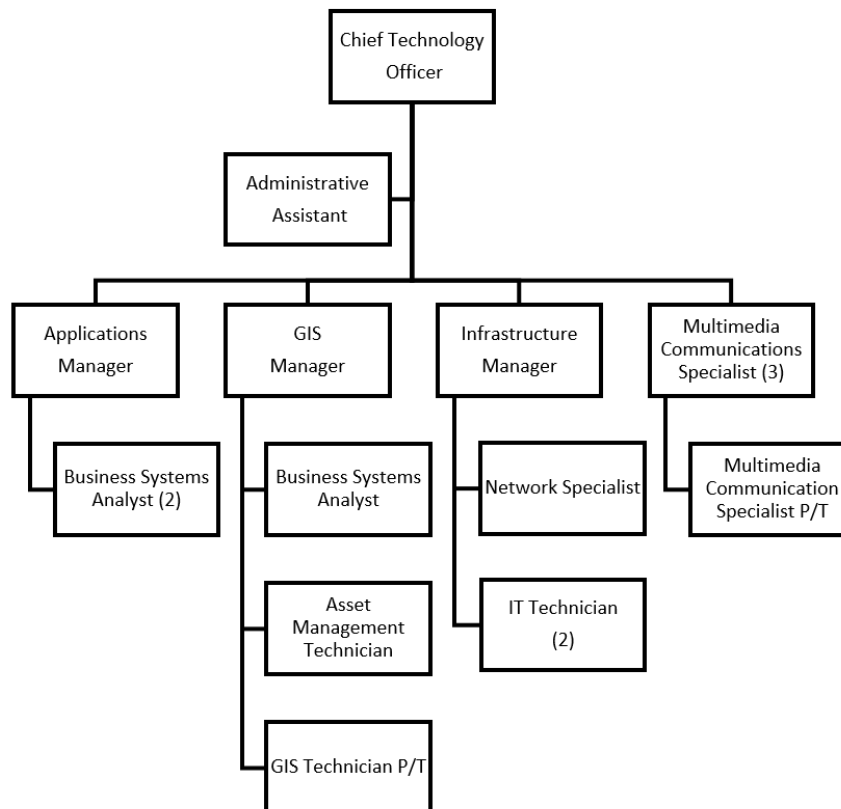 Chief Technology
Officer
Administrative
Assistant
Applications
Manager
GIS
Manager
Infrastructure
Manager
Multimedia
Communications
Specialist (3)
Business Systems
Analyst (2)
Business Systems
Analyst
Network Specialist
Multimedia
Communication
Specialist P/T
Asset
Management
Technician
IT Technician
(2)
GIS Technician P/T